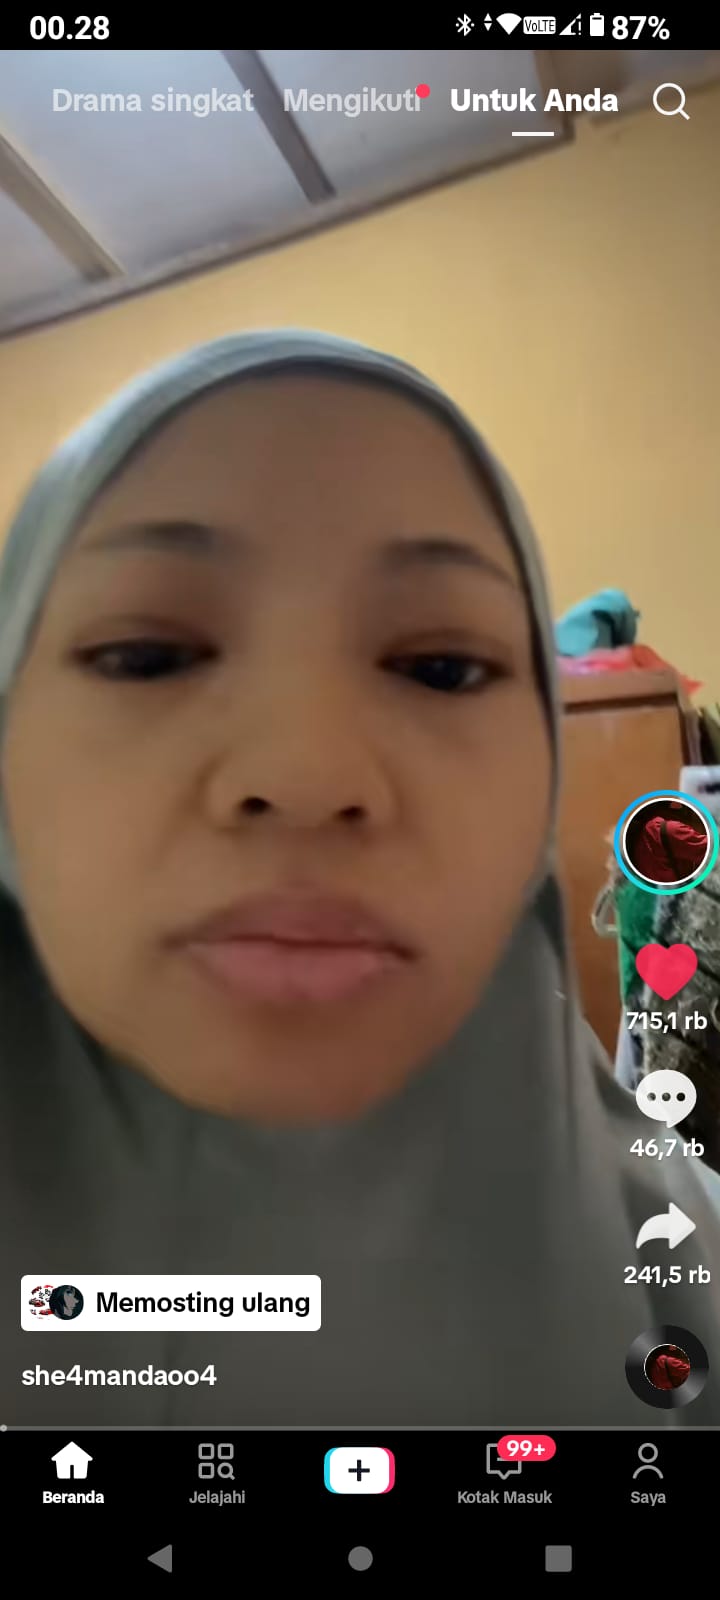 00.28
VoLTE
87%
Drama singkat
Mengikuti
Untuk Anda
715,1 rb
46,7 rb
241,5 rb
Memosting ulang
she4mandaoo4
99+
Beranda
Jelajahi
Kotak Masuk
Saya